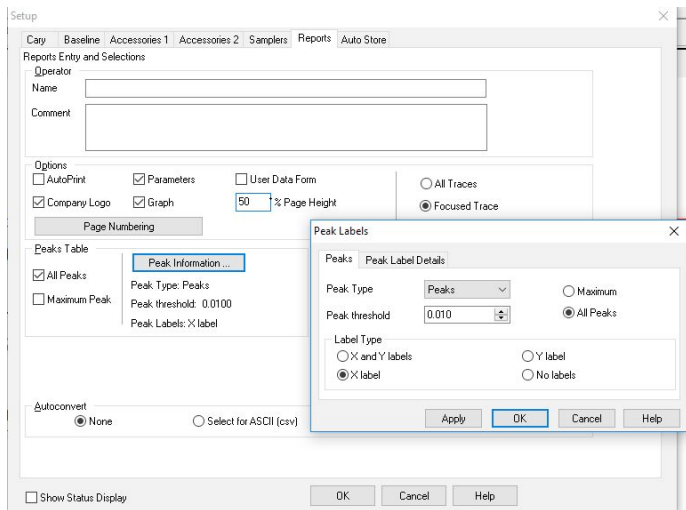 Setup
Cary Baseline Accessories 1 Accessories 2 Samplers Reports Auto Store
Reports Entry and Selections
Operator
Name
Comment
Options
AutoPrint Parameters User Data Form All Traces
Company Logo Graph 50 % Page Height Focused Trace
Page Numbering
Peaks Table
Peak Information ...
All Peaks
Peak Type: Peaks
Maximum Peak
Peak threshold: 0.0100
Peak Labels: X label
Autoconvert
None Select for ASCII (csv)
Show Status Display OK Cancel Help
Peak Labels
Peaks Peak Label Details
Peak Type Peaks Maximum
Peak threshold 0.010 All Peaks
Label Type
X and Y labels Y label
X label No labels
Apply OK Cancel Help